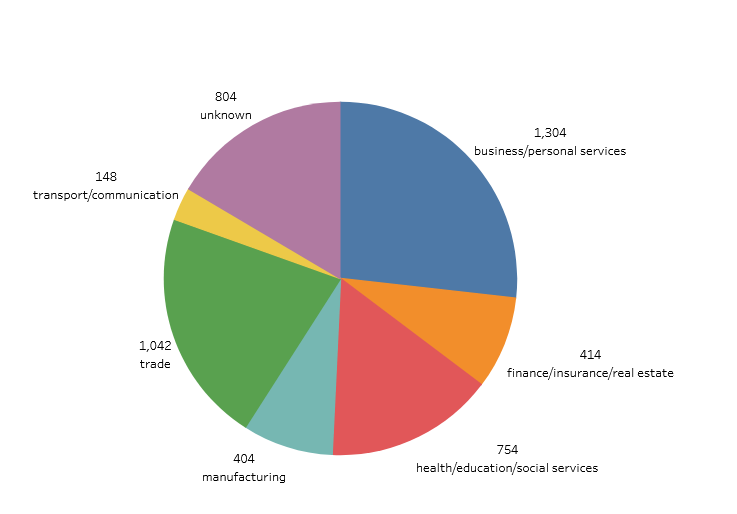 804
unknown
1,304
business/personal services
148
transport/communication
1,042
trade
414
finance/insurance/real estate
404
manufacturing
754
health/education/social services